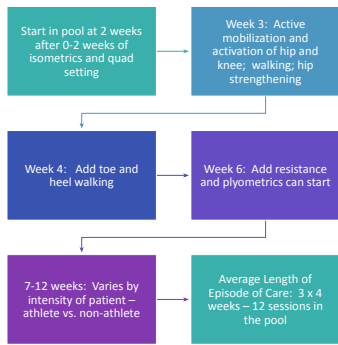 Start in pool at 2 weeks
after 0-2 weeks of
isometrics and quad
setting
Week 3: Active
mobilization and
activation of hip and
knee; walking; hip
strengthening
Week 4: Add toe and
heel walking
Week 6: Add resistance
and plyometrics can start
7-12 weeks: Varies by
intensity of patient –
athlete vs. non-athlete
Average Length of
Episode of Care: 3 x 4
weeks – 12 sessions in
the pool